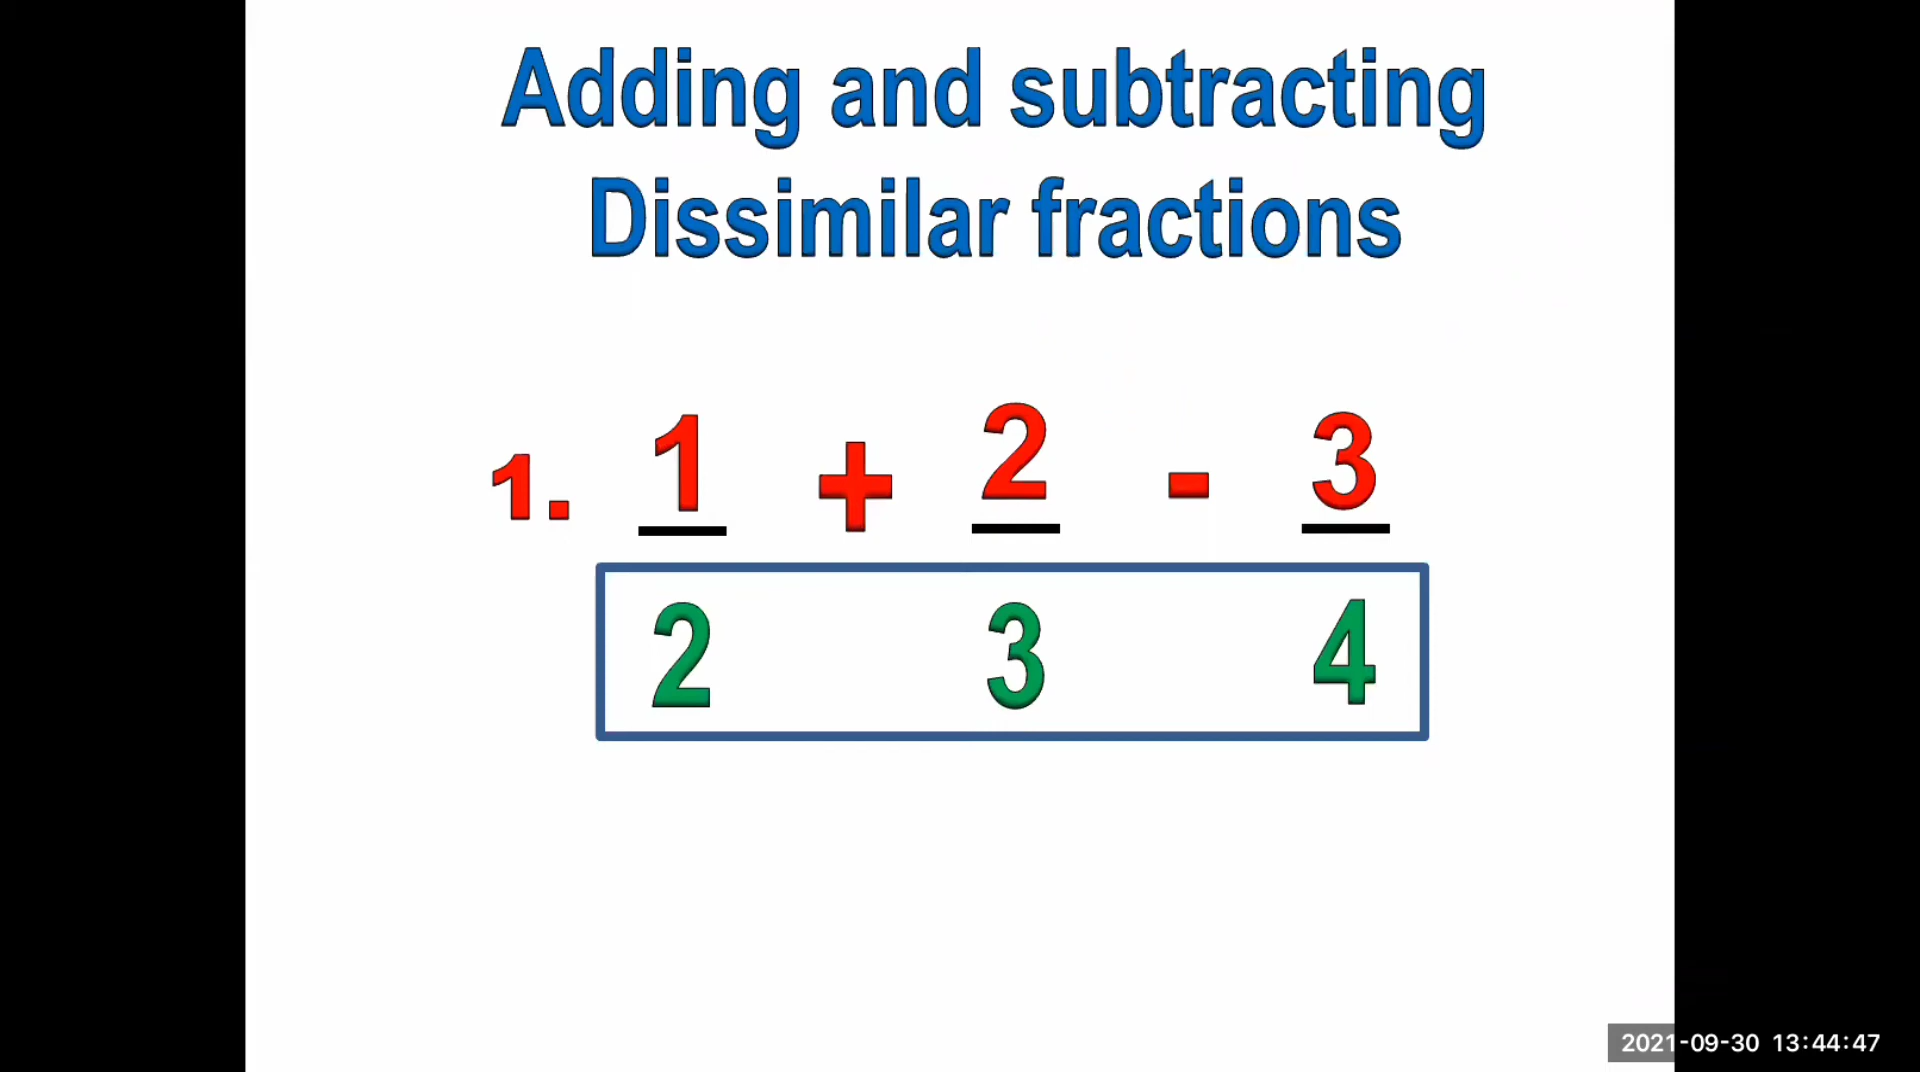 Adding and subtracting
Dissimilar fractions
1. 1 + 2 - 3
2 3 4
2021-09-30 13:44:47